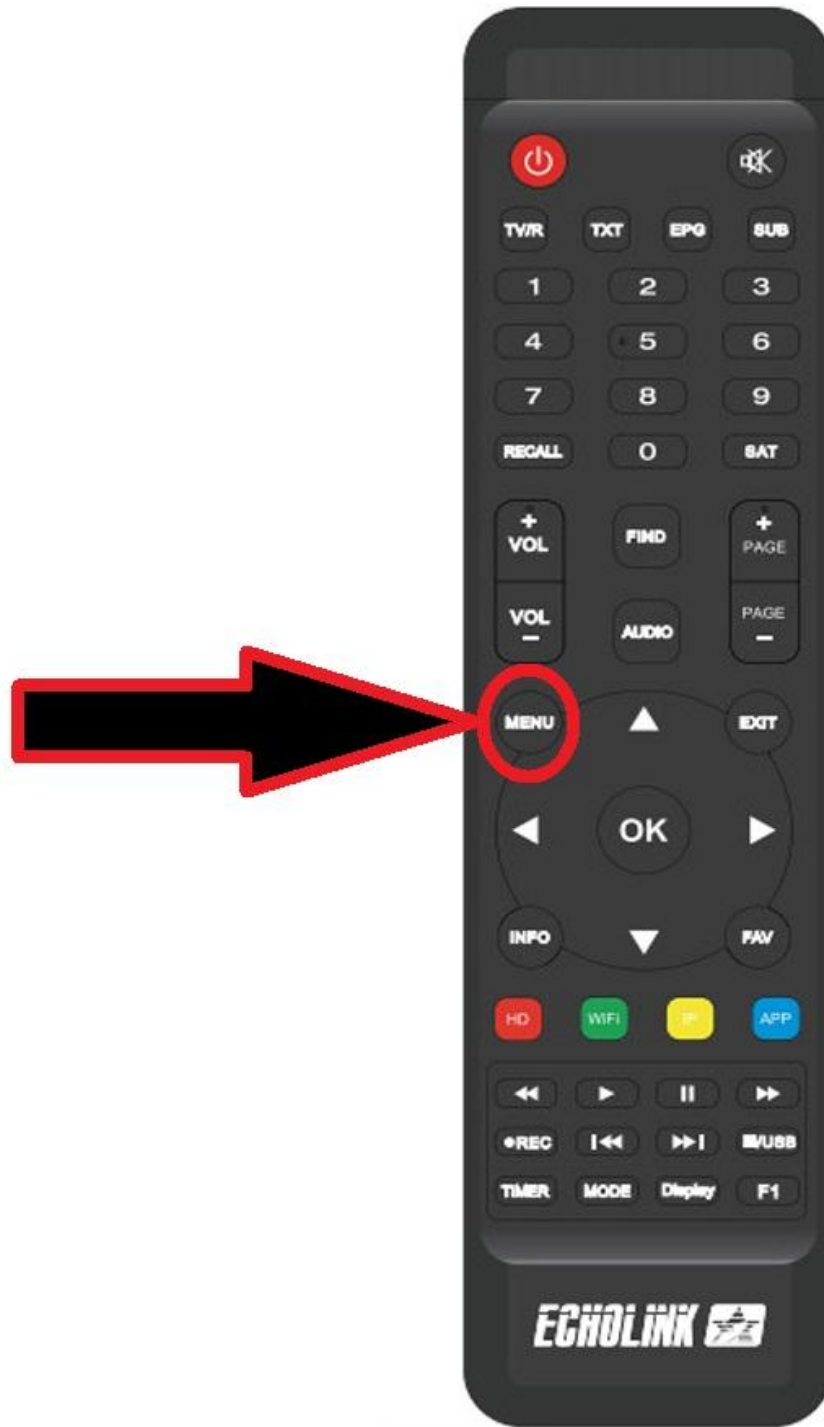 TV/R TXT EPG SUB
1 2 3
4 5 6
7 8 9
RECALL 0 SAT
+ FIND +
VOL PAGE
VOL AUDIO PAGE
- -
MENU EXIT
OK
INFO FAV
HD WiFi IP APP
●REC ■/USB
TIMER MODE Display F1
ECHOLINK